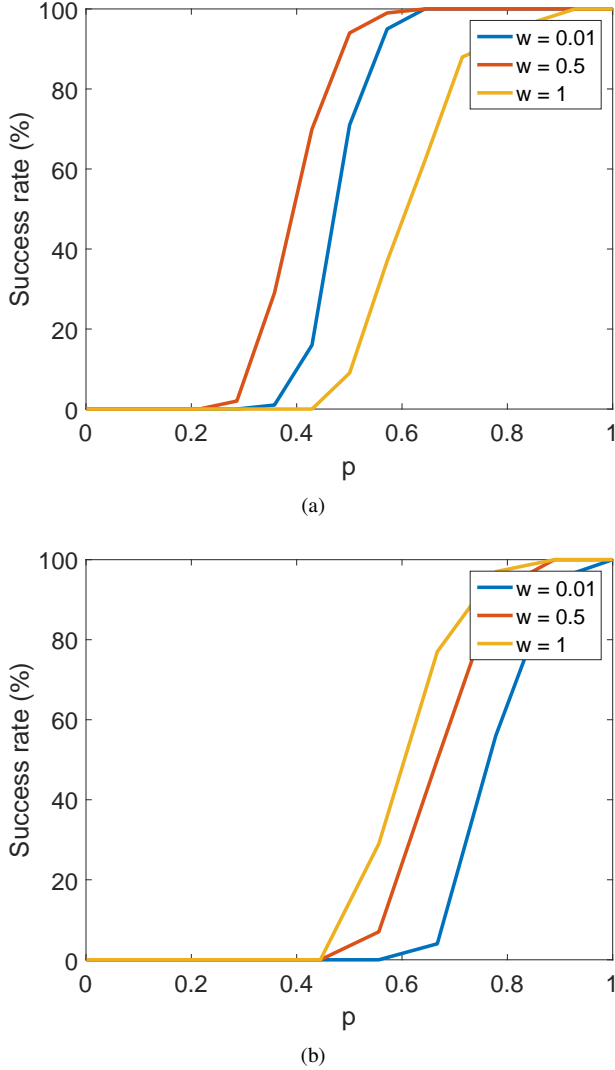 100
80
60
40
20
0
Success rate (%)
w = 0.01
w = 0.5
w = 1
0 0.2 0.4 0.6 0.8 1
p
(a)
100
80
60
40
20
0
Success rate (%)
w = 0.01
w = 0.5
w = 1
0 0.2 0.4 0.6 0.8 1
p
(b)